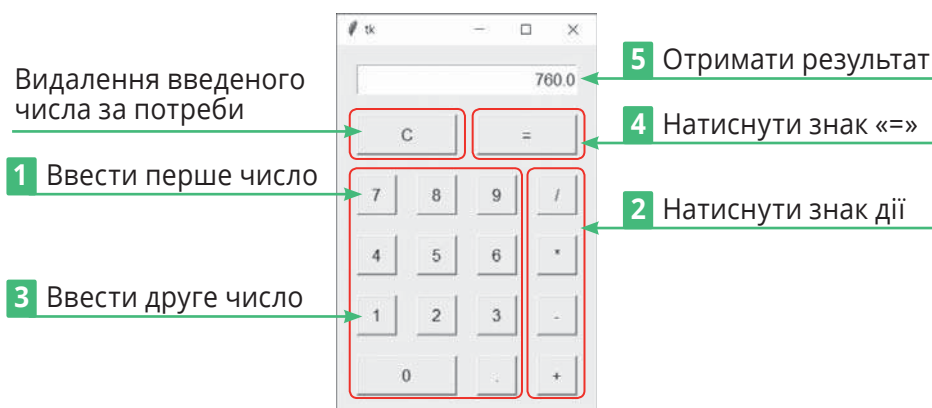 tk
760.0
Видалення введеного
числа за потреби
5 Отримати результат
C =
4 Натиснути знак «=»
1 Ввести перше число
7 8 9 /
2 Натиснути знак дії
4 5 6 *
3 Ввести друге число
1 2 3 -
0 . +